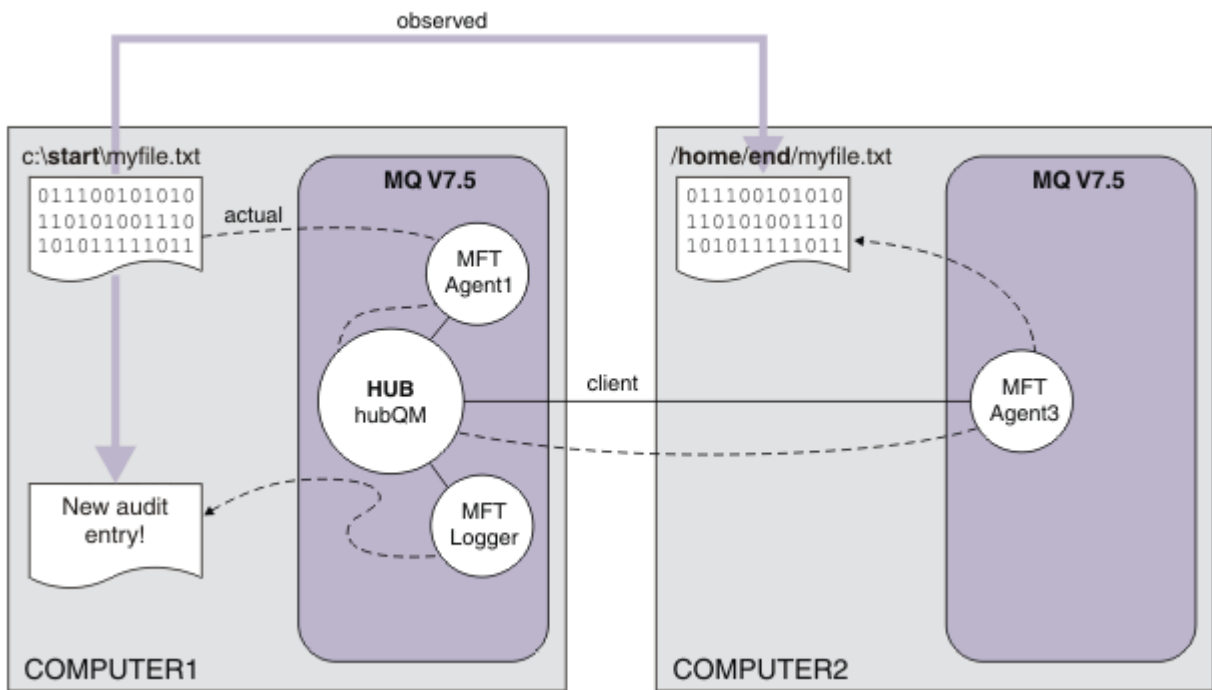 observed
c:\start\myfile.txt
011100101010
110101001110
101011111011
actual
MQ V7.5
MFT
Agent1
HUB
hubQM
MFT
Logger
New audit
entry!
COMPUTER1
client
/home/end/myfile.txt
011100101010
110101001110
101011111011
MQ V7.5
MFT
Agent3
COMPUTER2